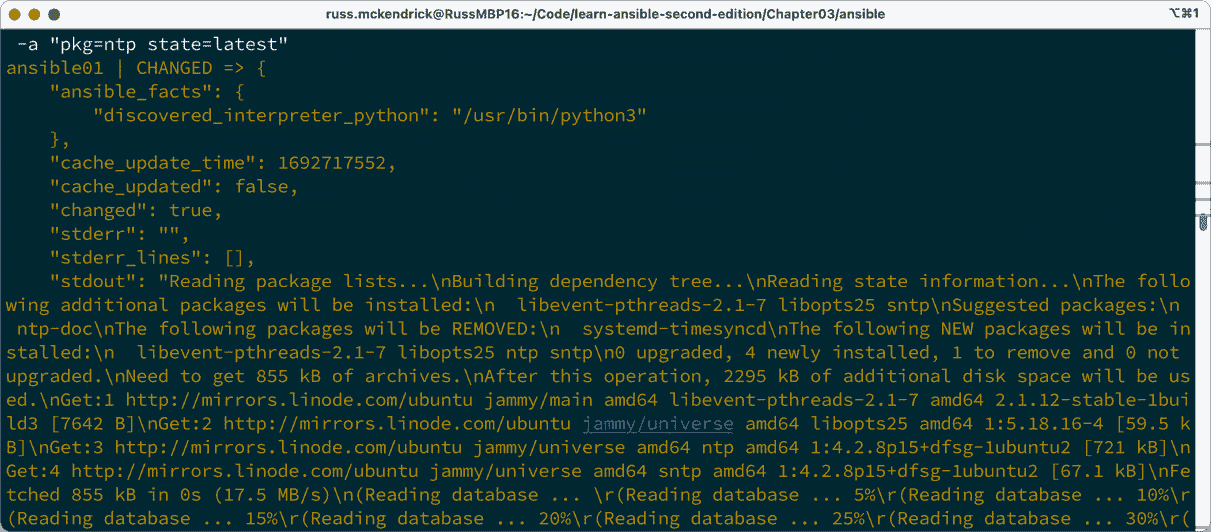 russ.mckendrick@RussMBP16:~/Code/learn-ansible-second-edition/Chapter03/ansible
⌥⌘1
-a "pkg=ntp state=latest"
ansible01 | CHANGED => {
    "ansible_facts": {
        "discovered_interpreter_python": "/usr/bin/python3"
    },
    "cache_update_time": 1692717552,
    "cache_updated": false,
    "changed": true,
    "stderr": "",
    "stderr_lines": [],
    "stdout": "Reading package lists...\nBuilding dependency tree...\nReading state information...\nThe follo
wing additional packages will be installed:\n  libevent-pthreads-2.1-7 libopts25 sntp\nSuggested packages:\n
 ntp-doc\nThe following packages will be REMOVED:\n  systemd-timesyncd\nThe following NEW packages will be in
stalled:\n  libevent-pthreads-2.1-7 libopts25 ntp sntp\n0 upgraded, 4 newly installed, 1 to remove and 0 not
upgraded.\nNeed to get 855 kB of archives.\nAfter this operation, 2295 kB of additional disk space will be us
ed.\nGet:1 http://mirrors.linode.com/ubuntu jammy/main amd64 libevent-pthreads-2.1-7 amd64 2.1.12-stable-1bui
ld3 [7642 B]\nGet:2 http://mirrors.linode.com/ubuntu jammy/universe amd64 libopts25 amd64 1:5.18.16-4 [59.5 k
B]\nGet:3 http://mirrors.linode.com/ubuntu jammy/universe amd64 ntp amd64 1:4.2.8p15+dfsg-1ubuntu2 [721 kB]\n
Get:4 http://mirrors.linode.com/ubuntu jammy/universe amd64 sntp amd64 1:4.2.8p15+dfsg-1ubuntu2 [67.1 kB]\nFe
tched 855 kB in 0s (17.5 MB/s)\n(Reading database ... \r(Reading database ... 5%\r(Reading database ... 10%\r
(Reading database ... 15%\r(Reading database ... 20%\r(Reading database ... 25%\r(Reading database ... 30%\r(